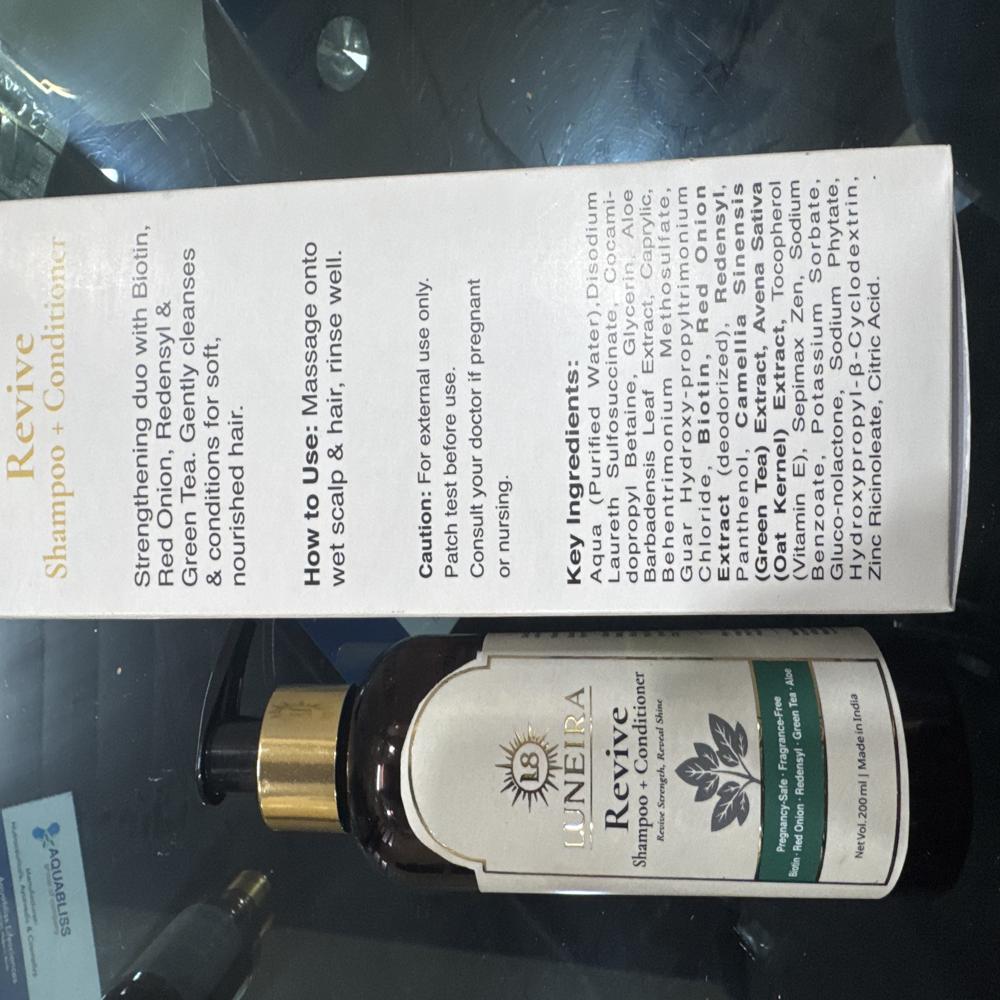 Revive
Shampoo + Conditioner
Strengthening duo with Biotin,
Red Onion, Redensyl &
Green Tea. Gently cleanses
& conditions for soft,
nourished hair.
How to Use: Massage onto
wet scalp & hair, rinse well.
Caution: For external use only.
Patch test before use.
Consult your doctor if pregnant
or nursing.
Key Ingredients:
Aqua (Purified Water),Disodium
Laureth Sulfosuccinate, Cocami-
dopropyl Betaine, Glycerin, Aloe
Barbadensis Leaf Extract, Caprylic,
Behentrimonium Methosulfate,
Guar Hydroxy-propyltrimonium
Chloride, Biotin, Red Onion
Extract (deodorized), Redensyl,
Panthenol, Camellia Sinensis
(Green Tea) Extract, Avena Sativa
(Oat Kernel) Extract, Tocopherol
(Vitamin E), Sepimax Zen, Sodium
Benzoate, Potassium Sorbate,
Gluco-nolactone, Sodium Phytate,
Hydroxypropyl-β-Cyclodextrin,
Zinc Ricinoleate, Citric Acid.
18
LUNEIRA
Revive
Shampoo + Conditioner
Revive Strength, Reveal Shine
Pregnancy-Safe · Fragrance-Free
Biotin · Red Onion · Redensyl · Green Tea · Aloe
Net Vol. 200 ml | Made in India
AQUABLISS